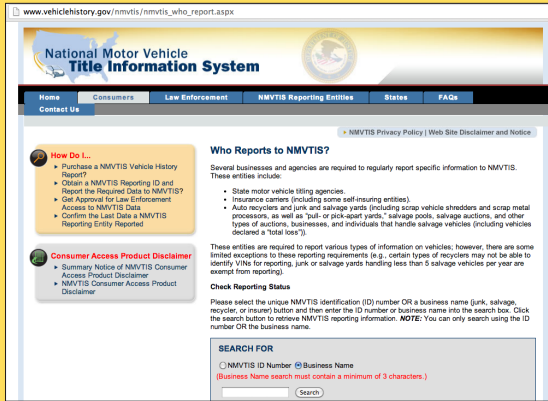 www.vehiclehistory.gov/nmvtis/nmvtis_who_report.aspx
National Motor Vehicle
Title Information System
Home Consumers Law Enforcement NMVTIS Reporting Entities States FAQs
Contact Us
NMVTIS Privacy Policy | Web Site Disclaimer and Notice
How Do I...
Purchase a NMVTIS Vehicle History
Report?
Obtain a NMVTIS Reporting ID and
Report the Required Data to NMVTIS?
Get Approval for Law Enforcement
Access to NMVTIS Data
Confirm the Last Date a NMVTIS
Reporting Entity Reported
Consumer Access Product Disclaimer
Summary Notice of NMVTIS Consumer
Access Product Disclaimer
NMVTIS Consumer Access Product
Disclaimer
Who Reports to NMVTIS?
Several businesses and agencies are required to regularly report specific information to NMVTIS.
These entities include:
• State motor vehicle titling agencies.
• Insurance carriers (including some self-insuring entities).
• Auto recyclers and junk and salvage yards (including scrap vehicle shredders and scrap metal
processors, as well as "pull- or pick-apart yards," salvage pools, salvage auctions, and other
types of auctions, businesses, and individuals that handle salvage vehicles (including vehicles
declared a "total loss")).
These entities are required to report various types of information on vehicles; however, there are some
limited exceptions to these reporting requirements (e.g., certain types of recyclers may not be able to
identify VINs for reporting, junk or salvage yards handling less than 5 salvage vehicles per year are
exempt from reporting).
Check Reporting Status
Please select the unique NMVTIS identification (ID) number OR a business name (junk, salvage,
recycler, or insurer) button and then enter the ID number or business name into the search box. Click
the search button to retrieve NMVTIS reporting information. NOTE: You can only search using the ID
number OR the business name.
SEARCH FOR
NMVTIS ID Number Business Name
(Business Name search must contain a minimum of 3 characters.)
Search